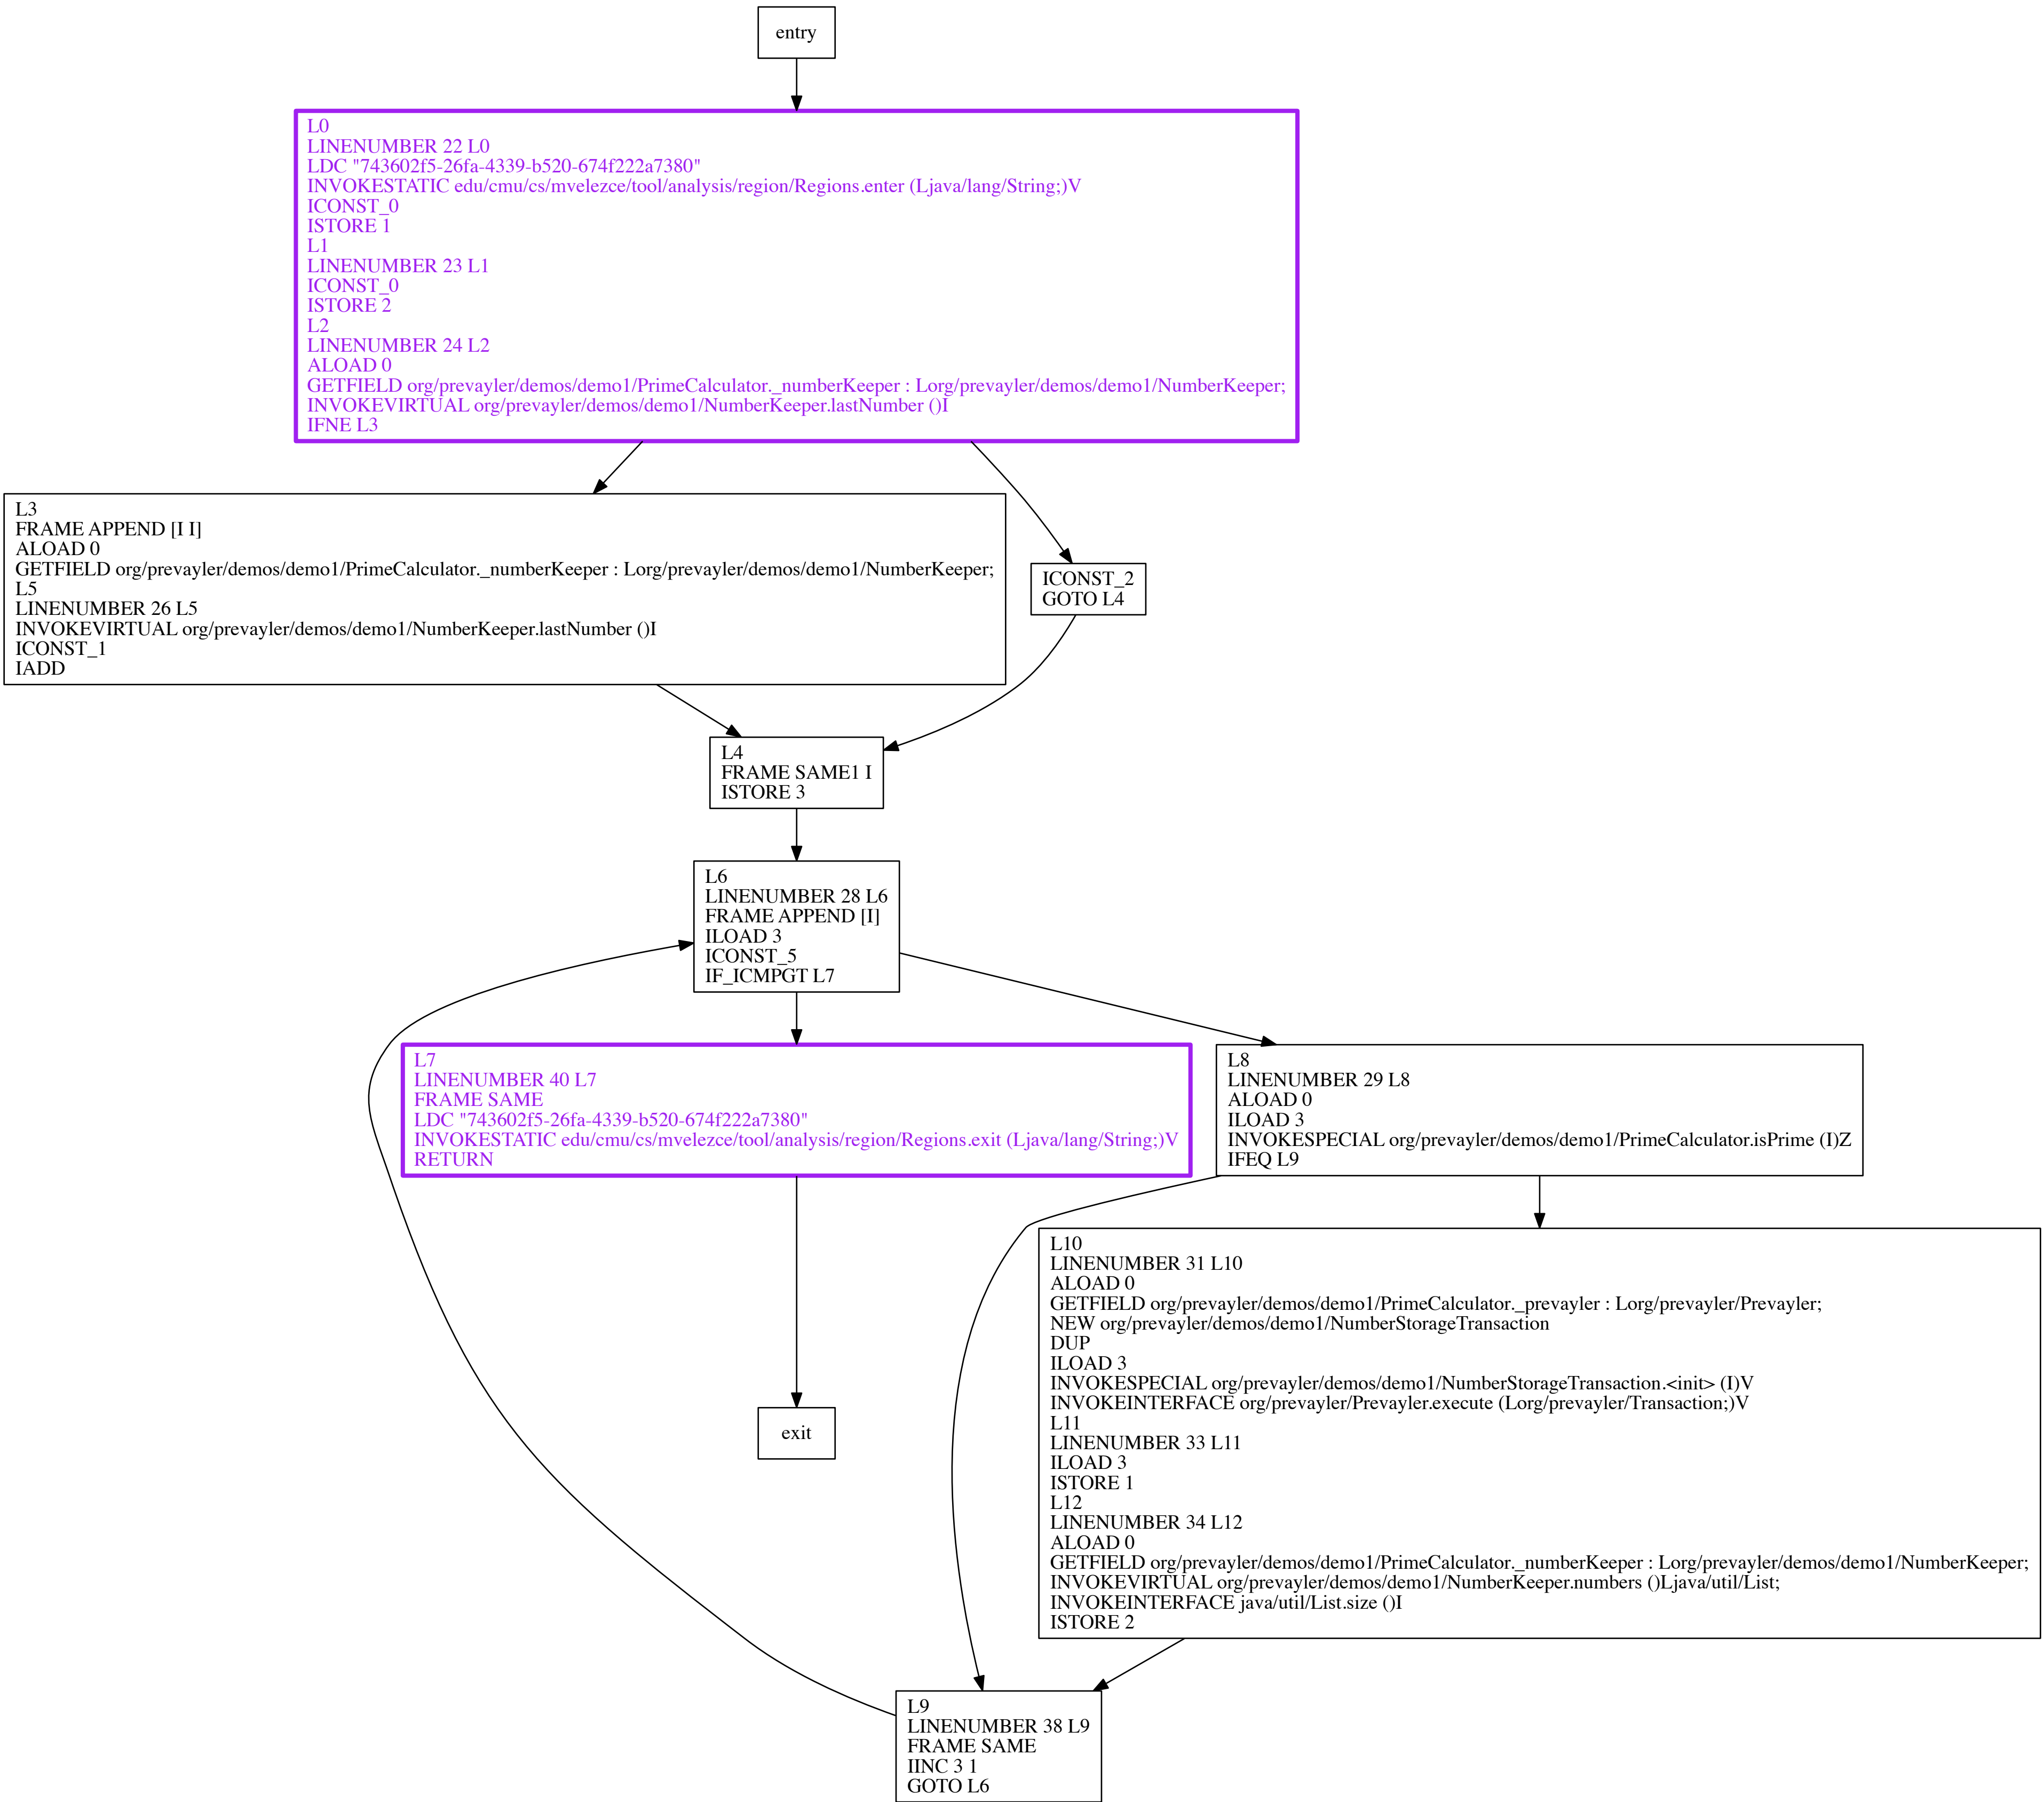 entry
L0
LINENUMBER 22 L0
LDC "743602f5-26fa-4339-b520-674f222a7380"
INVOKESTATIC edu/cmu/cs/mvelezce/tool/analysis/region/Regions.enter (Ljava/lang/String;)V
ICONST_0
ISTORE 1
L1
LINENUMBER 23 L1
ICONST_0
ISTORE 2
L2
LINENUMBER 24 L2
ALOAD 0
GETFIELD org/prevayler/demos/demo1/PrimeCalculator._numberKeeper : Lorg/prevayler/demos/demo1/NumberKeeper;
INVOKEVIRTUAL org/prevayler/demos/demo1/NumberKeeper.lastNumber ()I
IFNE L3
L3
FRAME APPEND [I I]
ALOAD 0
GETFIELD org/prevayler/demos/demo1/PrimeCalculator._numberKeeper : Lorg/prevayler/demos/demo1/NumberKeeper;
L5
LINENUMBER 26 L5
INVOKEVIRTUAL org/prevayler/demos/demo1/NumberKeeper.lastNumber ()I
ICONST_1
IADD
ICONST_2
GOTO L4
L4
FRAME SAME1 I
ISTORE 3
L6
LINENUMBER 28 L6
FRAME APPEND [I]
ILOAD 3
ICONST_5
IF_ICMPGT L7
L7
LINENUMBER 40 L7
FRAME SAME
LDC "743602f5-26fa-4339-b520-674f222a7380"
INVOKESTATIC edu/cmu/cs/mvelezce/tool/analysis/region/Regions.exit (Ljava/lang/String;)V
RETURN
L8
LINENUMBER 29 L8
ALOAD 0
ILOAD 3
INVOKESPECIAL org/prevayler/demos/demo1/PrimeCalculator.isPrime (I)Z
IFEQ L9
L10
LINENUMBER 31 L10
ALOAD 0
GETFIELD org/prevayler/demos/demo1/PrimeCalculator._prevayler : Lorg/prevayler/Prevayler;
NEW org/prevayler/demos/demo1/NumberStorageTransaction
DUP
ILOAD 3
INVOKESPECIAL org/prevayler/demos/demo1/NumberStorageTransaction.<init> (I)V
INVOKEINTERFACE org/prevayler/Prevayler.execute (Lorg/prevayler/Transaction;)V
L11
LINENUMBER 33 L11
ILOAD 3
ISTORE 1
L12
LINENUMBER 34 L12
ALOAD 0
GETFIELD org/prevayler/demos/demo1/PrimeCalculator._numberKeeper : Lorg/prevayler/demos/demo1/NumberKeeper;
INVOKEVIRTUAL org/prevayler/demos/demo1/NumberKeeper.numbers ()Ljava/util/List;
INVOKEINTERFACE java/util/List.size ()I
ISTORE 2
exit
L9
LINENUMBER 38 L9
FRAME SAME
IINC 3 1
GOTO L6